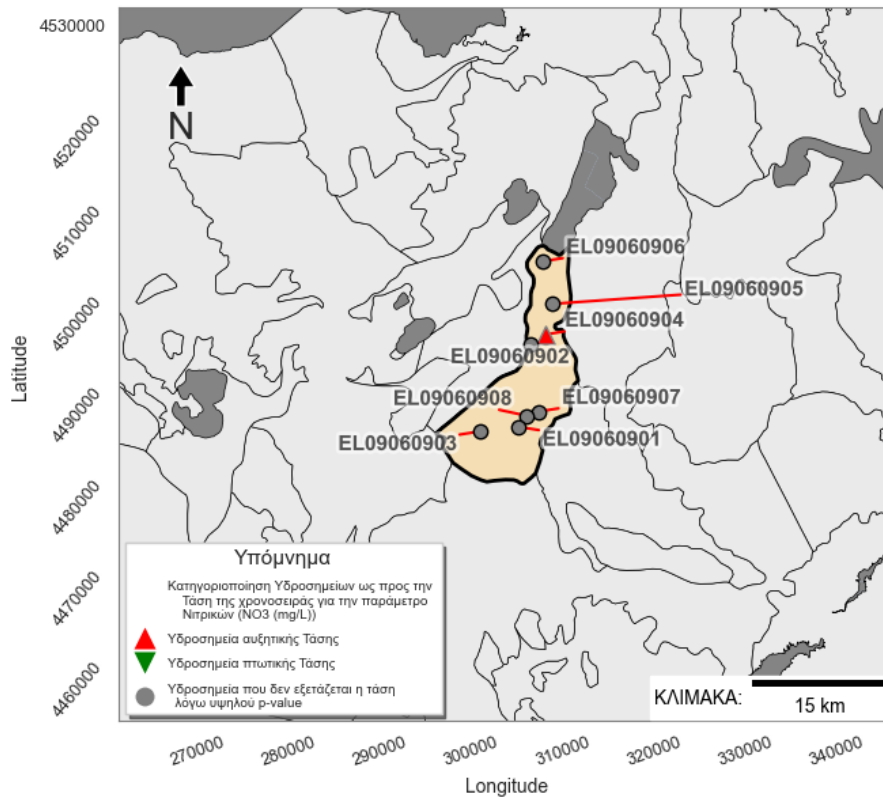 4530000
4520000
4510000
4500000
4490000
4480000
4470000
4460000
Latitude
N
EL09060906
EL09060905
EL09060904
EL09060902
EL09060908
EL09060907
EL09060903
EL09060901
Υπόμνημα
Κατηγοριοποίηση Υδροσημείων ως προς την
Τάση της χρονοσειράς για την παράμετρο
Νιτρικών (NO3 (mg/L))
Υδροσημεία αυξητικής Τάσης
Υδροσημεία πτωτικής Τάσης
Υδροσημεία που δεν εξετάζεται η τάση
λόγω υψηλού p-value
ΚΛΙΜΑΚΑ:
15 km
270000
280000
290000
300000
310000
320000
330000
340000
Longitude